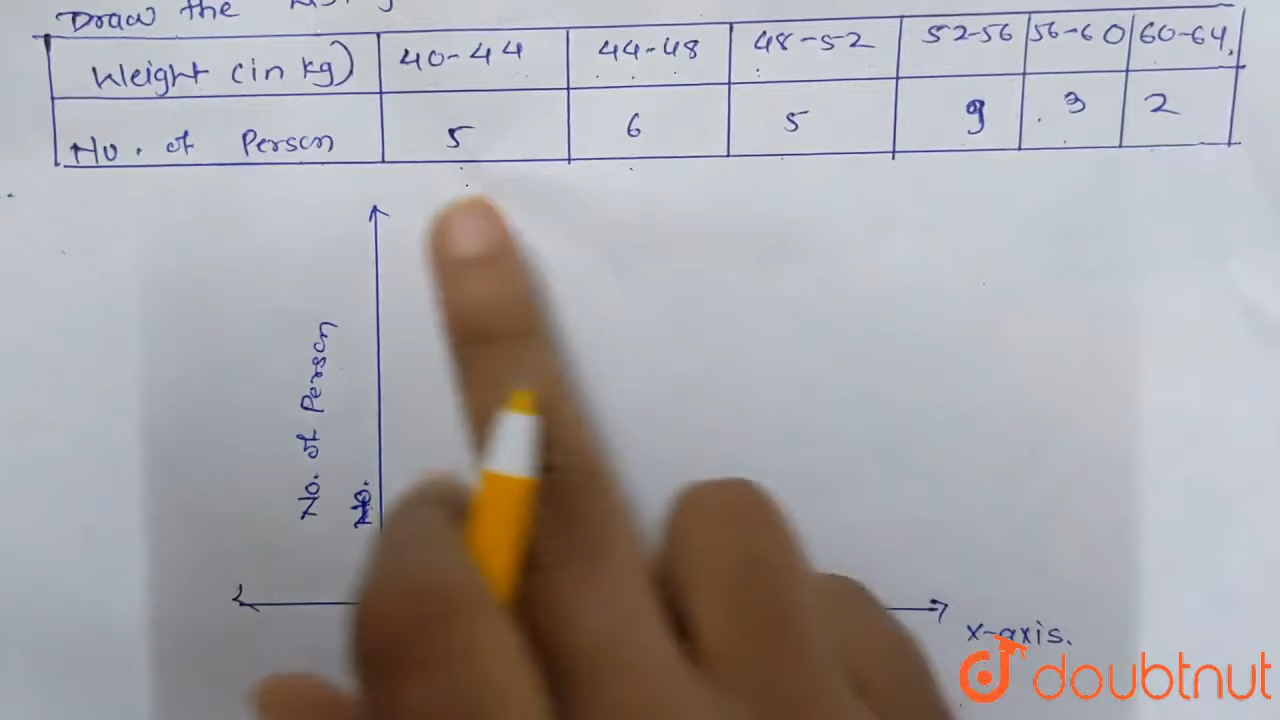 Draw the
Weight (in kg) 40-44 44-48 48-52 52-56 56-60 60-64
No. of Person 5 6 5 9 3 2
No. of Person
No.
x-axis.
doubtnut